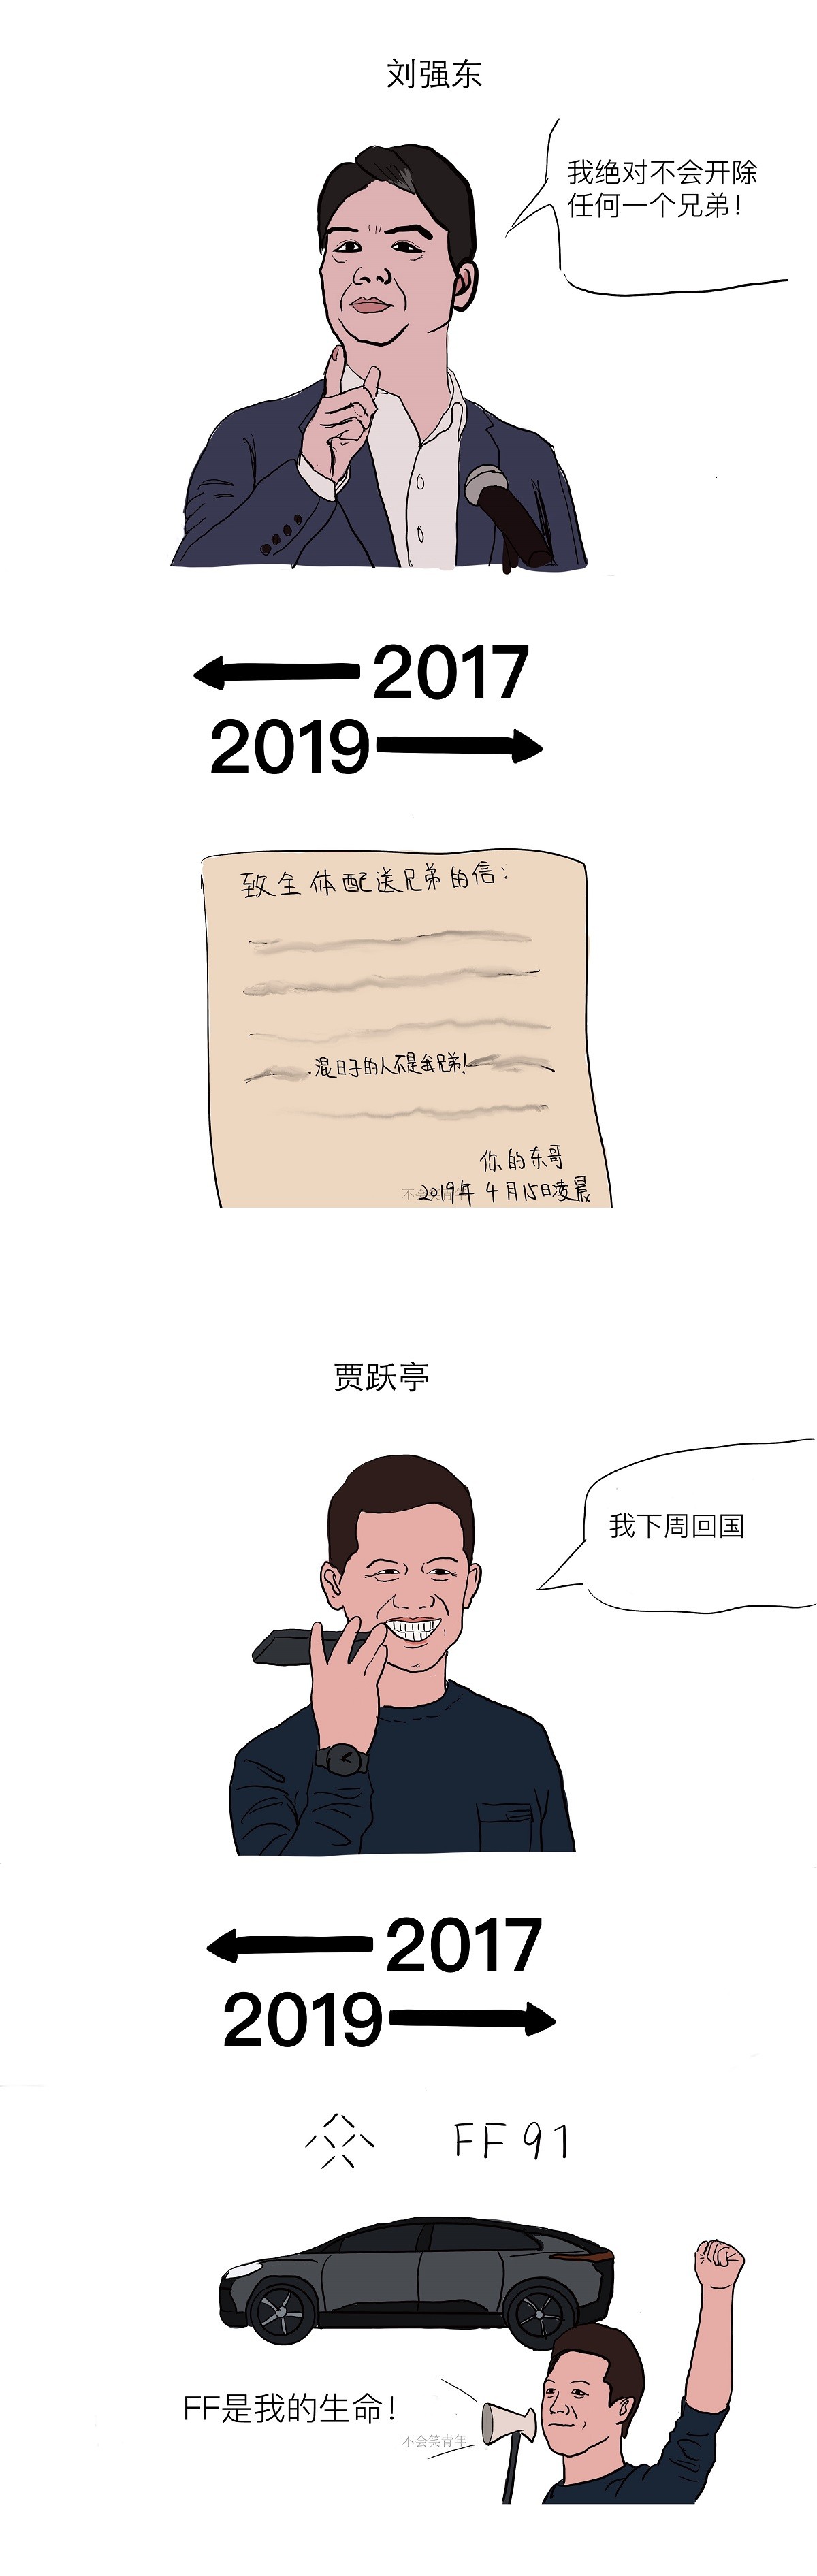 刘强东
我绝对不会开除
任何一个兄弟！
2017
2019
致全体配送兄弟的信：
混日子的人不是我兄弟！
你的东哥
2019年4月15日凌晨
不会笑青年
贾跃亭
我下周回国
2017
2019
FF 91
FF是我的生命！
不会笑青年